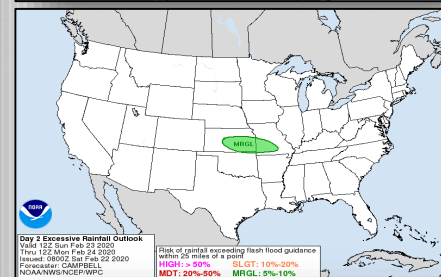 MRGL
NOAA
Day 2 Excessive Rainfall Outlook
Valid 12Z Sun Feb 23 2020
Thru 12Z Mon Feb 24 2020
Issued: 0800Z Sat Feb 22 2020
Forecaster: CAMPBELL
NOAA/NWS/NCEP/WPC
Risk of rainfall exceeding flash flood guidance
within 25 miles of a point
HIGH: > 50% SLGT: 10%-20%
MDT: 20%-50% MRGL: 5%-10%